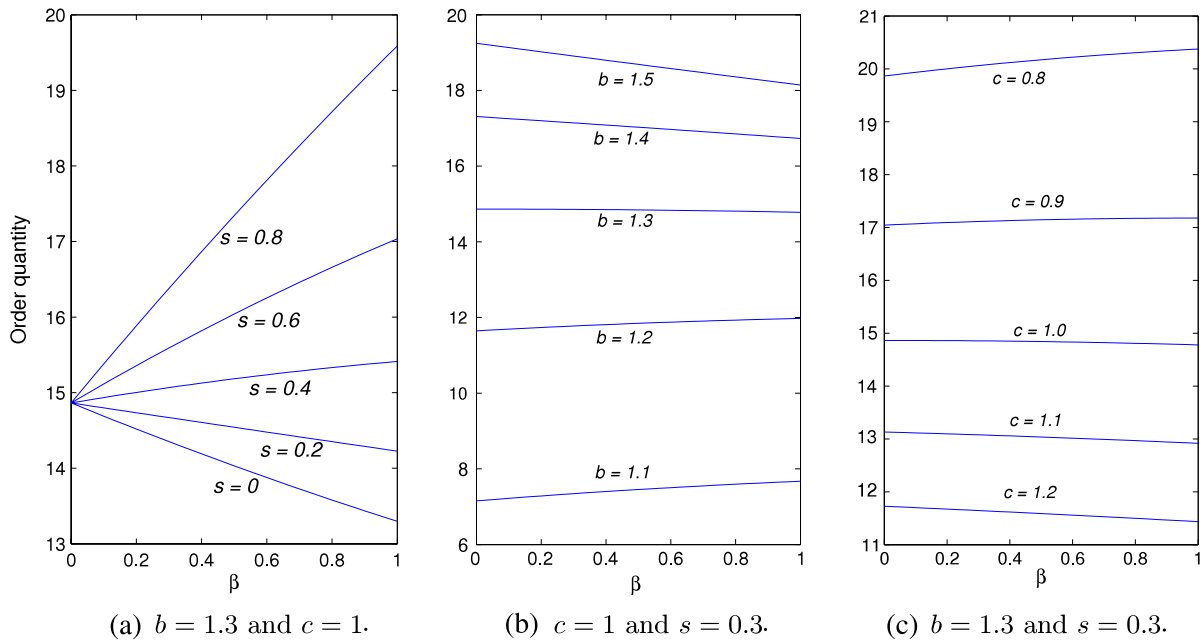 Order quantity
20
19
18
17
16
15
14
13
0 0.2 0.4 0.6 0.8 1
β
s = 0.8
s = 0.6
s = 0.4
s = 0.2
s = 0
(a) b = 1.3 and c = 1.
20
18
16
14
12
10
8
6
0 0.2 0.4 0.6 0.8 1
β
b = 1.5
b = 1.4
b = 1.3
b = 1.2
b = 1.1
(b) c = 1 and s = 0.3.
21
20
19
18
17
16
15
14
13
12
11
0 0.2 0.4 0.6 0.8 1
β
c = 0.8
c = 0.9
c = 1.0
c = 1.1
c = 1.2
(c) b = 1.3 and s = 0.3.